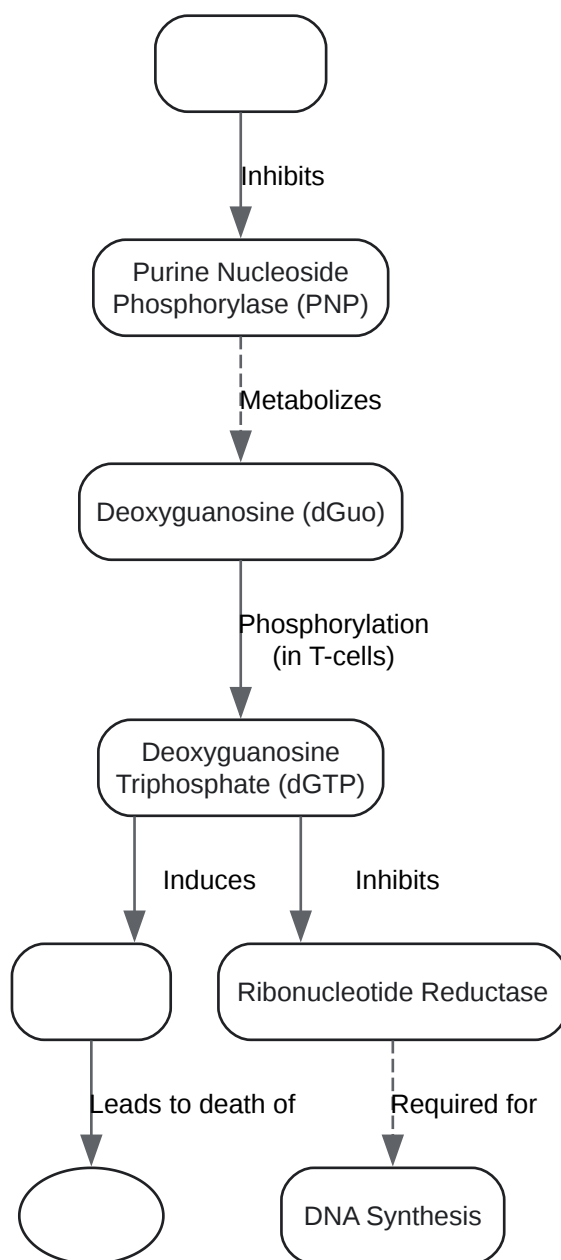 Inhibits
Purine Nucleoside
Phosphorylase (PNP)
Metabolizes
Deoxyguanosine (dGuo)
Phosphorylation
(in T-cells)
Deoxyguanosine
Triphosphate (dGTP)
Induces
Inhibits
Ribonucleotide Reductase
Leads to death of
Required for
DNA Synthesis